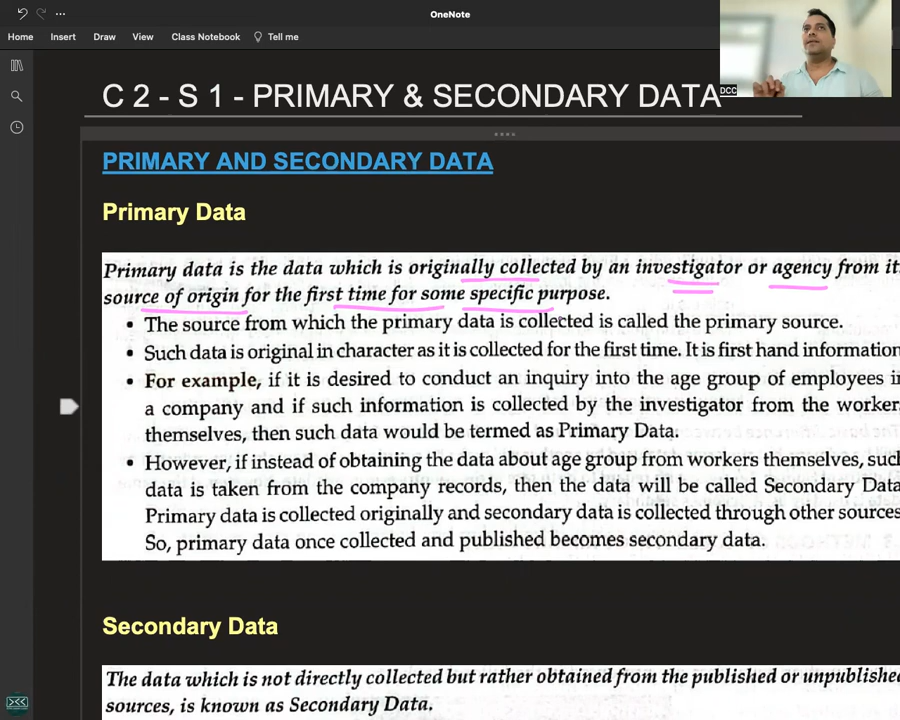 OneNote
Home Insert Draw View Class Notebook Tell me
DCC
C 2 - S 1 - PRIMARY & SECONDARY DATA
PRIMARY AND SECONDARY DATA
Primary Data
Primary data is the data which is originally collected by an investigator or agency from it
source of origin for the first time for some specific purpose.
• The source from which the primary data is collected is called the primary source.
• Such data is original in character as it is collected for the first time. It is first hand information
• For example, if it is desired to conduct an inquiry into the age group of employees i
a company and if such information is collected by the investigator from the worker
themselves, then such data would be termed as Primary Data.
• However, if instead of obtaining the data about age group from workers themselves, suc
data is taken from the company records, then the data will be called Secondary Data
Primary data is collected originally and secondary data is collected through other sources
So, primary data once collected and published becomes secondary data.
Secondary Data
The data which is not directly collected but rather obtained from the published or unpublished
sources, is known as Secondary Data.